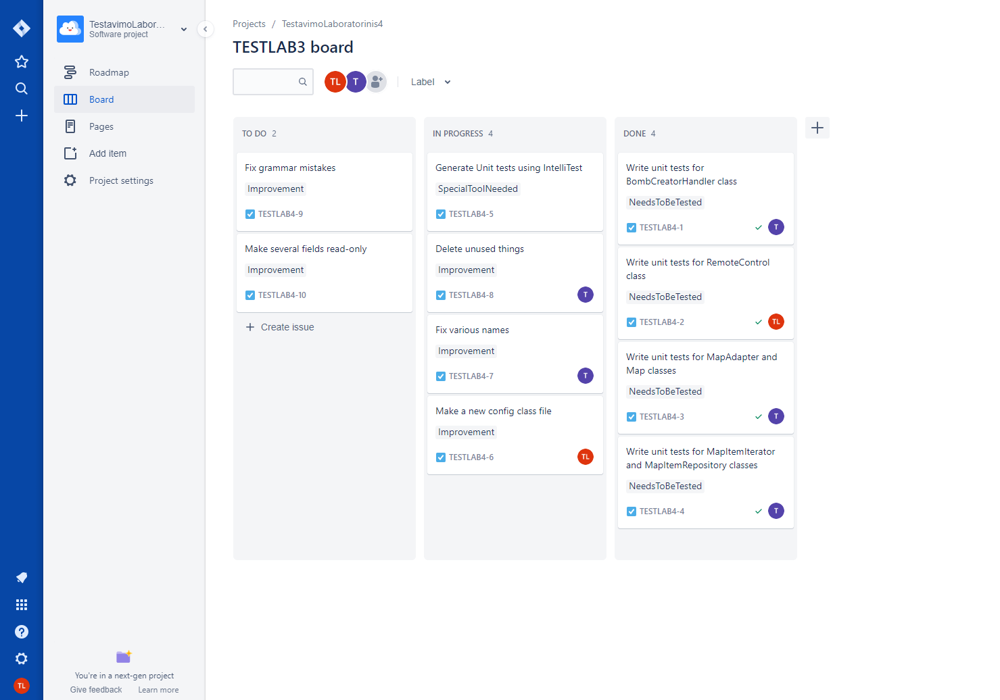 TestavimoLabor...
Software project
Roadmap
Board
Pages
Add item
Project settings
You're in a next-gen project
Give feedback
Learn more
TL
Projects / TestavimoLaboratorinis4
TESTLAB3 board
TL
T
Label
TO DO 2
Fix grammar mistakes
Improvement
TESTLAB4-9
Make several fields read-only
Improvement
TESTLAB4-10
Create issue
IN PROGRESS 4
Generate Unit tests using IntelliTest
SpecialToolNeeded
TESTLAB4-5
Delete unused things
Improvement
TESTLAB4-8
T
Fix various names
Improvement
TESTLAB4-7
T
Make a new config class file
Improvement
TESTLAB4-6
TL
DONE 4
Write unit tests for
BombCreatorHandler class
NeedsToBeTested
TESTLAB4-1
T
Write unit tests for RemoteControl
class
NeedsToBeTested
TESTLAB4-2
TL
Write unit tests for MapAdapter and
Map classes
NeedsToBeTested
TESTLAB4-3
T
Write unit tests for MapItemIterator
and MapItemRepository classes
NeedsToBeTested
TESTLAB4-4
T